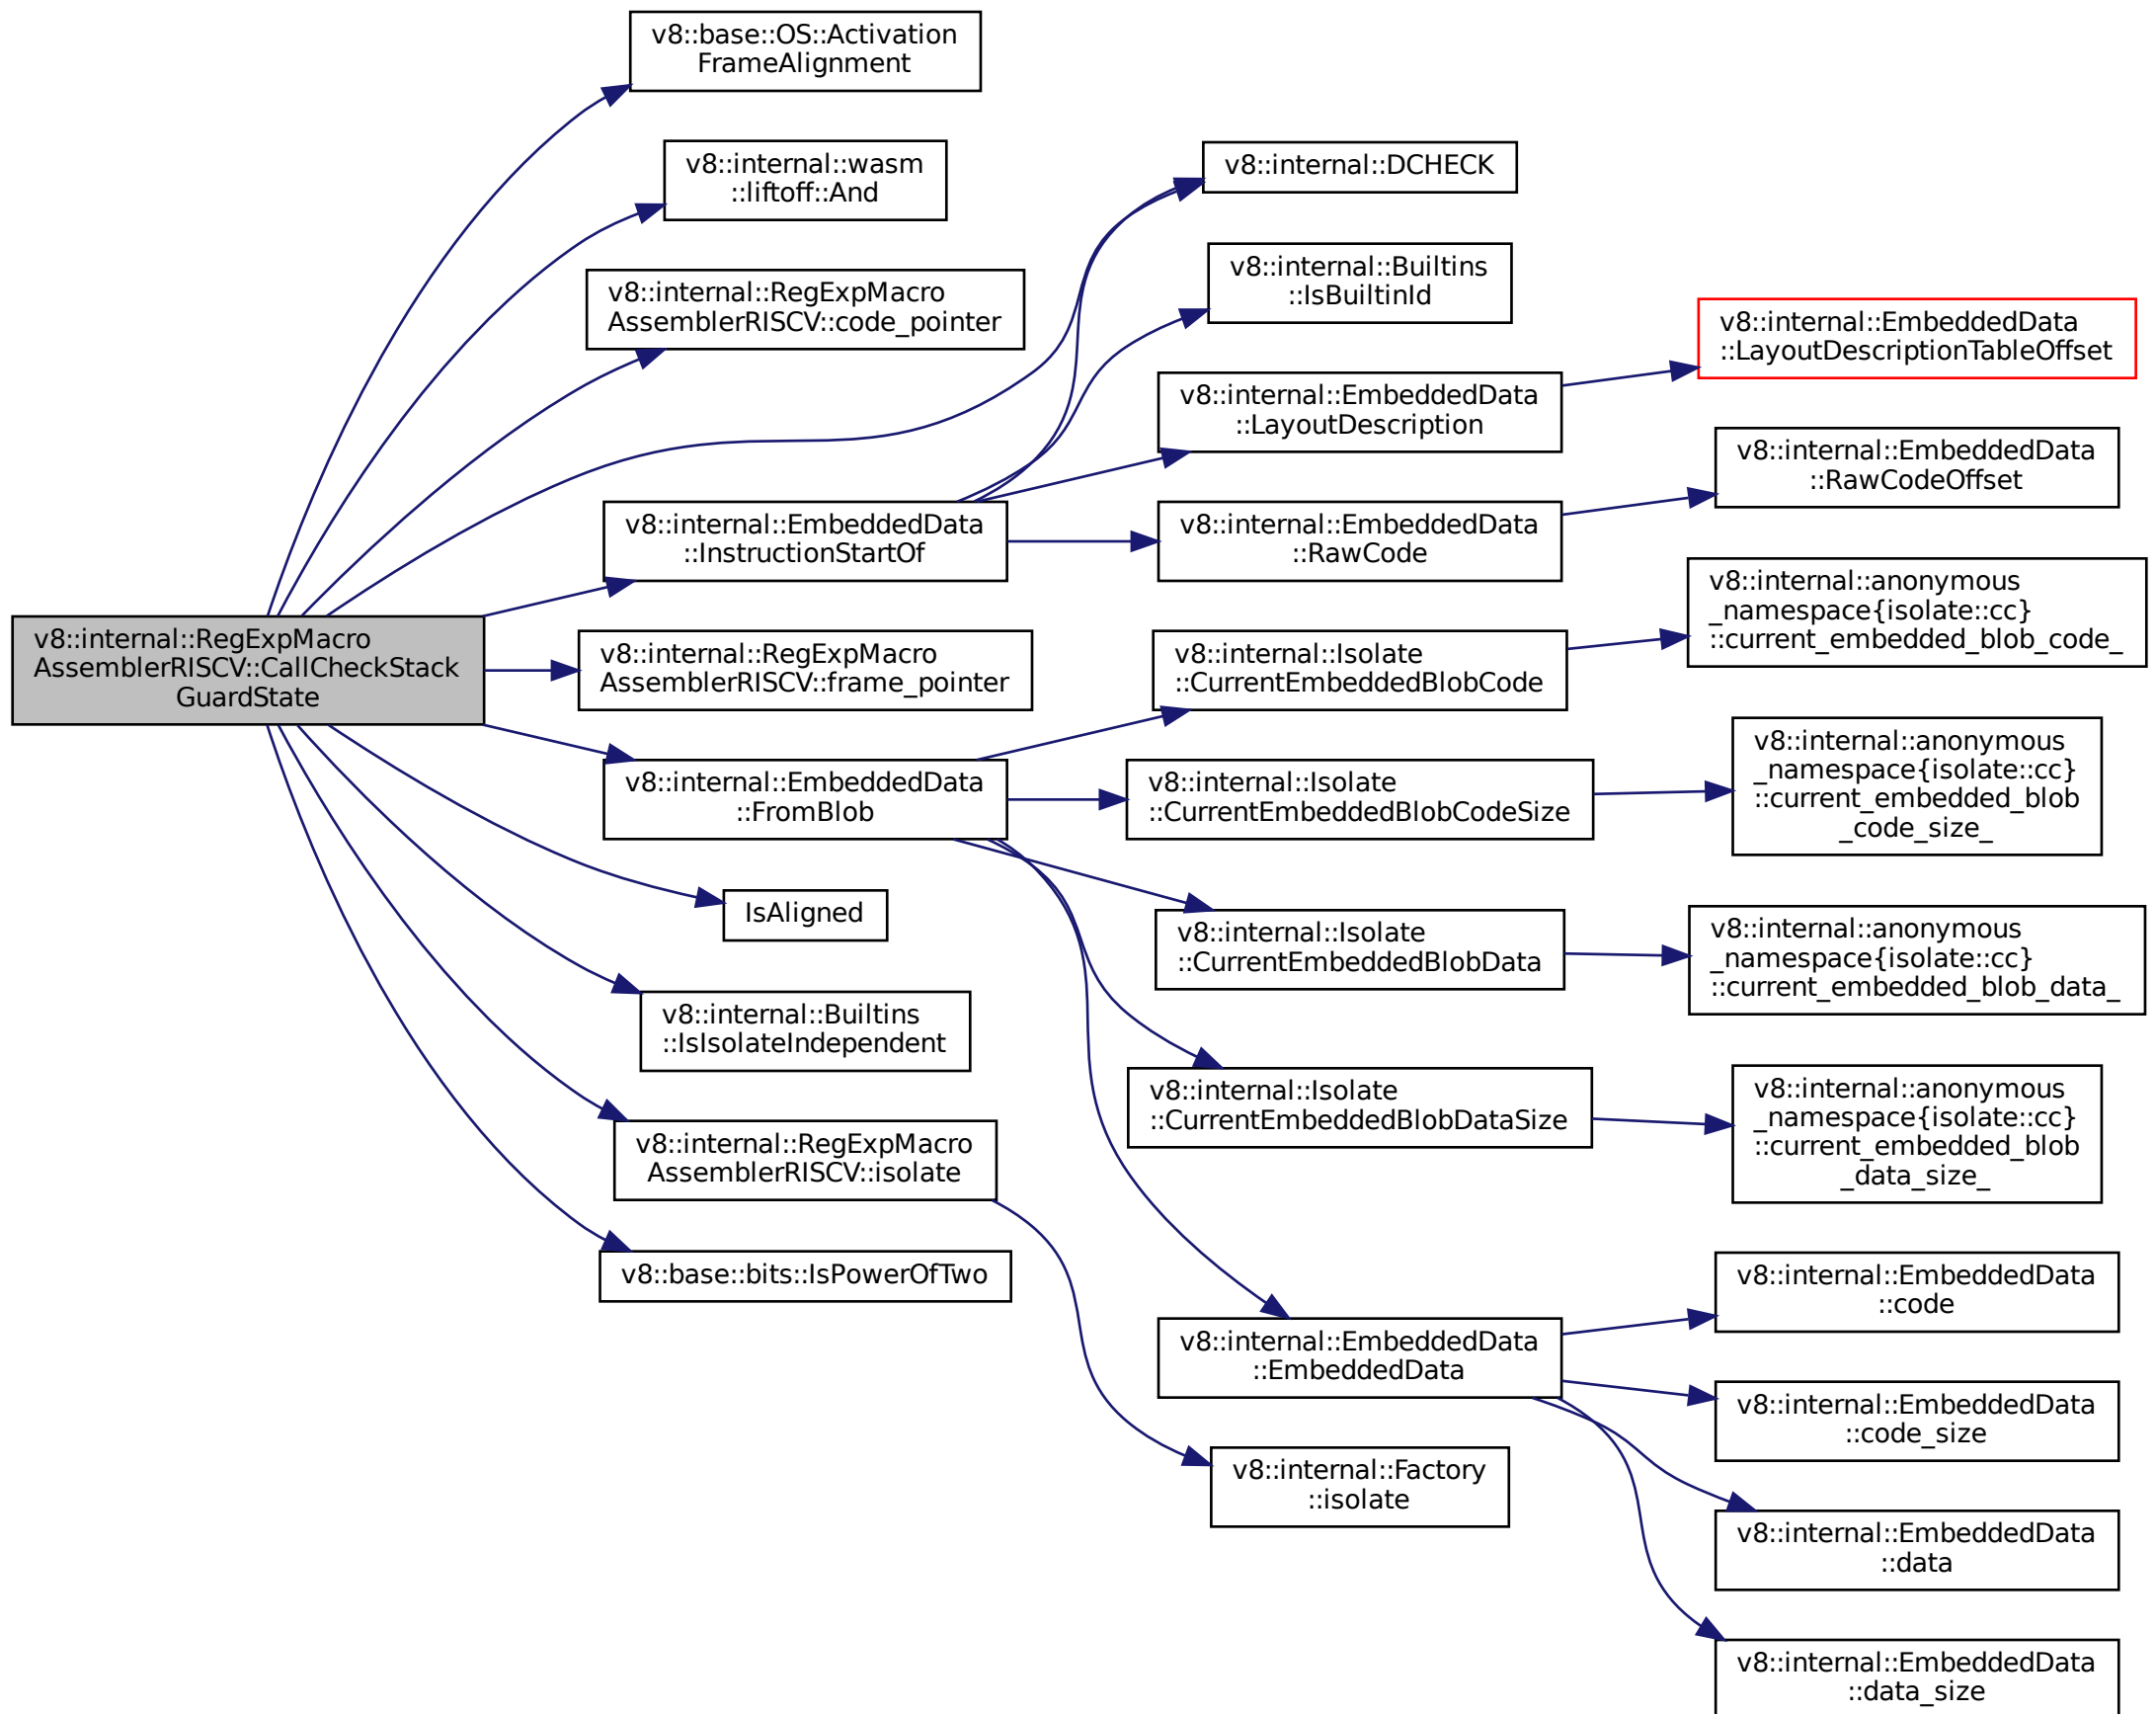 v8::base::OS::Activation
FrameAlignment
v8::internal::wasm
::liftoff::And
v8::internal::RegExpMacro
AssemblerRISCV::code_pointer
v8::internal::DCHECK
v8::internal::Builtins
::IsBuiltinId
v8::internal::EmbeddedData
::LayoutDescription
v8::internal::EmbeddedData
::LayoutDescriptionTableOffset
v8::internal::EmbeddedData
::InstructionStartOf
v8::internal::EmbeddedData
::RawCode
v8::internal::EmbeddedData
::RawCodeOffset
v8::internal::RegExpMacro
AssemblerRISCV::CallCheckStack
GuardState
v8::internal::RegExpMacro
AssemblerRISCV::frame_pointer
v8::internal::Isolate
::CurrentEmbeddedBlobCode
v8::internal::anonymous
_namespace{isolate::cc}
::current_embedded_blob_code_
v8::internal::EmbeddedData
::FromBlob
v8::internal::Isolate
::CurrentEmbeddedBlobCodeSize
v8::internal::anonymous
_namespace{isolate::cc}
::current_embedded_blob
_code_size_
IsAligned
v8::internal::Isolate
::CurrentEmbeddedBlobData
v8::internal::anonymous
_namespace{isolate::cc}
::current_embedded_blob_data_
v8::internal::Builtins
::IsIsolateIndependent
v8::internal::Isolate
::CurrentEmbeddedBlobDataSize
v8::internal::anonymous
_namespace{isolate::cc}
::current_embedded_blob
_data_size_
v8::internal::RegExpMacro
AssemblerRISCV::isolate
v8::base::bits::IsPowerOfTwo
v8::internal::EmbeddedData
::EmbeddedData
v8::internal::EmbeddedData
::code
v8::internal::EmbeddedData
::code_size
v8::internal::Factory
::isolate
v8::internal::EmbeddedData
::data
v8::internal::EmbeddedData
::data_size